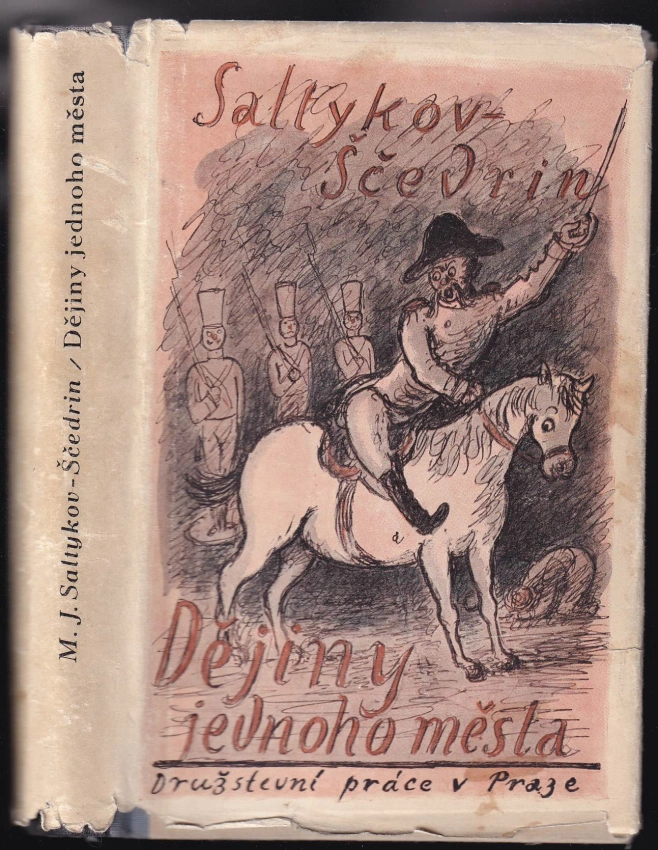 M. J. Saltykov-Ščedrin / Dějiny jednoho města
Saltykov-
Ščedrin
Dějiny
jednoho města
Družstevní práce v Praze